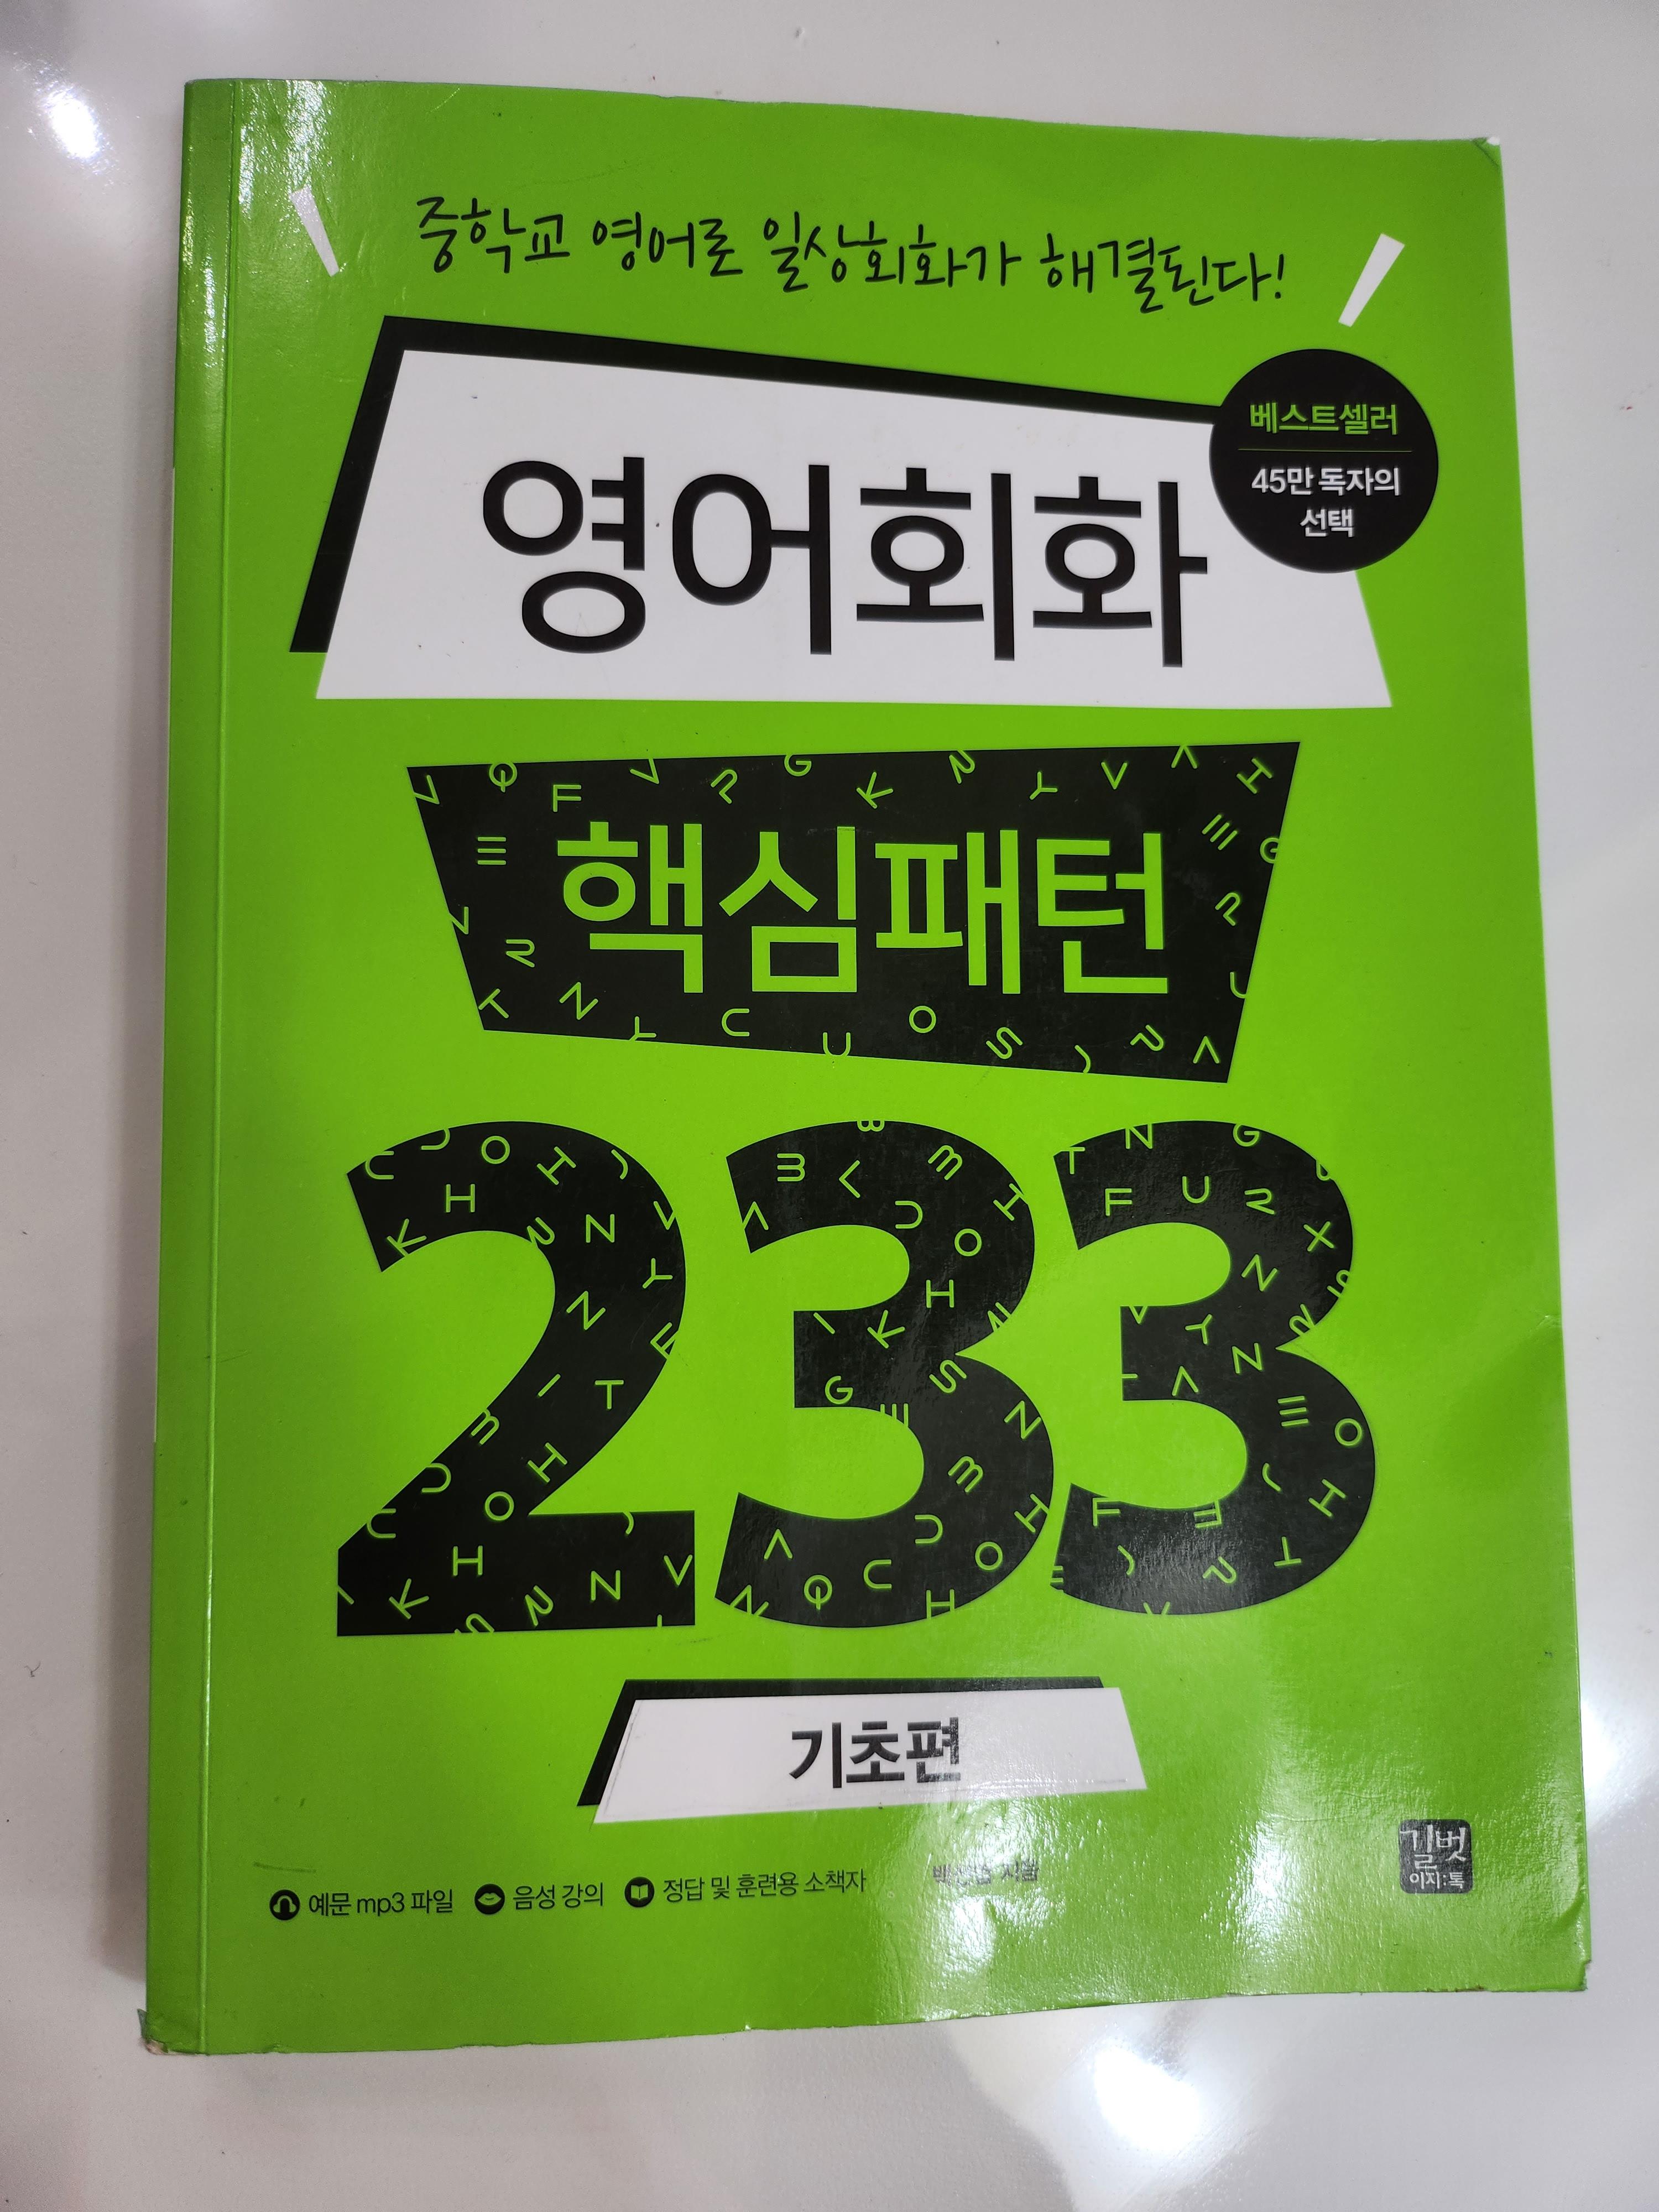 중학교 영어로 일상회화가 해결된다!
베스트셀러
45만 독자의
선택
영어회화
핵심패턴
233
기초편
예문 mp3 파일 음성 강의 정답 및 훈련용 소책자 지음
길벗
이지:톡